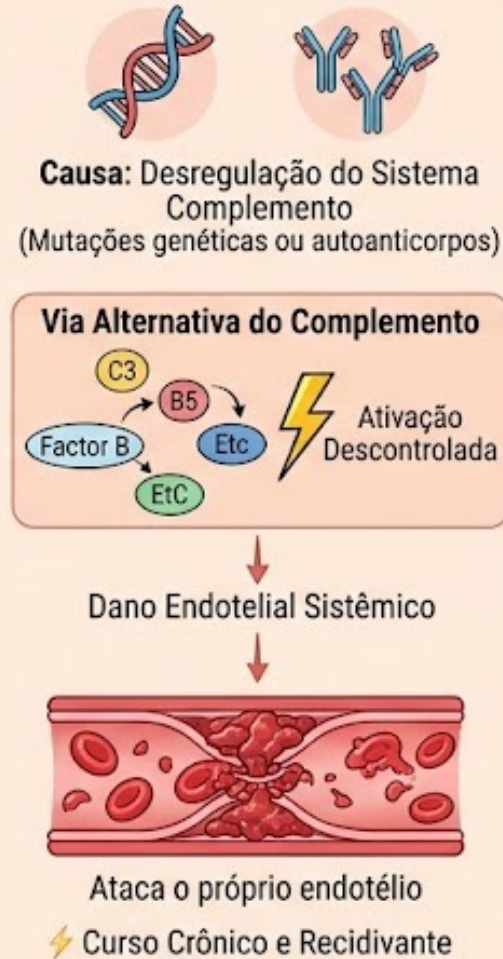 Causa: Desregulação do Sistema
Complemento
(Mutações genéticas ou autoanticorpos)
Via Alternativa do Complemento
C3
B5
Factor B
Etc
EtC
Ativação
Descontrolada
Dano Endotelial Sistêmico
Ataca o próprio endotélio
Curso Crônico e Recidivante